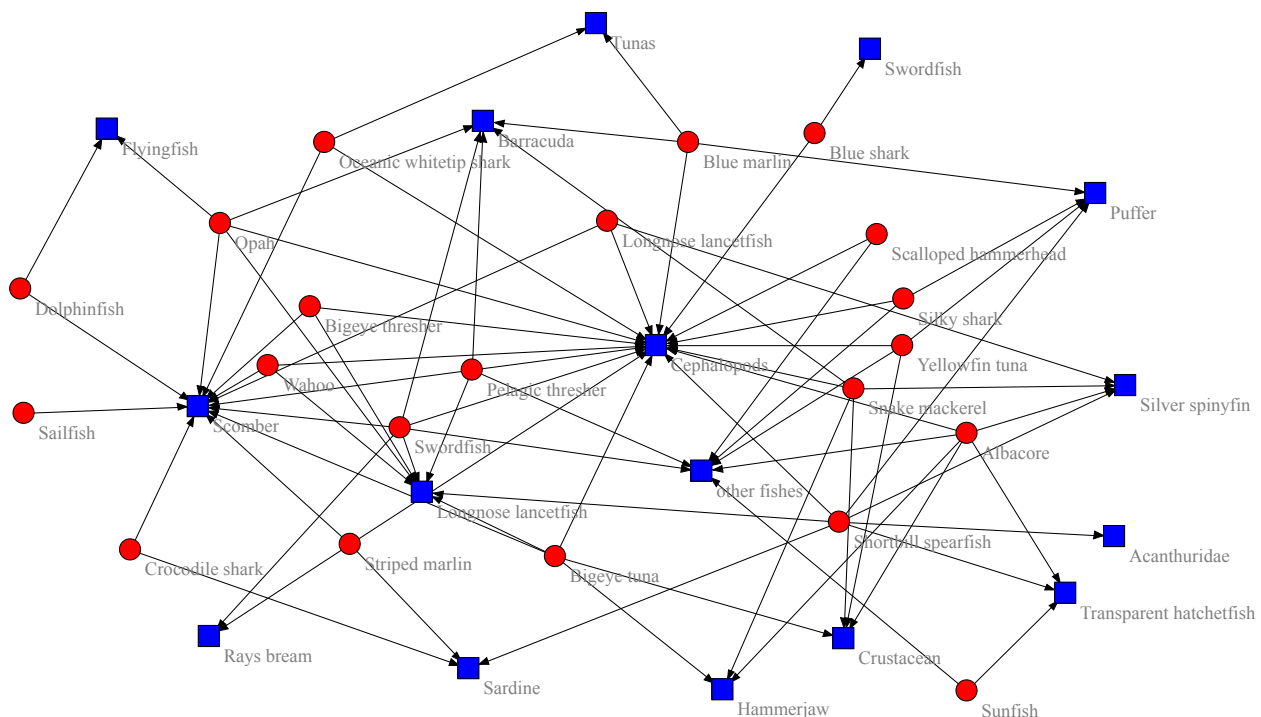 Tunas
Swordfish
Flyingfish
Barracuda
Oceanic whitetip shark
Blue marlin
Blue shark
Puffer
Opah
Longnose lancetfish
Scalloped hammerhead
Dolphinfish
Bigeye thresher
Silky shark
Wahoo
Pelagic thresher
Cephalopods
Yellowfin tuna
Snake mackerel
Silver spinyfin
Sailfish
Scomber
Swordfish
Albacore
other fishes
Longnose lancetfish
Shortbill spearfish
Acanthuridae
Crocodile shark
Striped marlin
Bigeye tuna
Transparent hatchetfish
Rays bream
Crustacean
Sardine
Hammerjaw
Sunfish